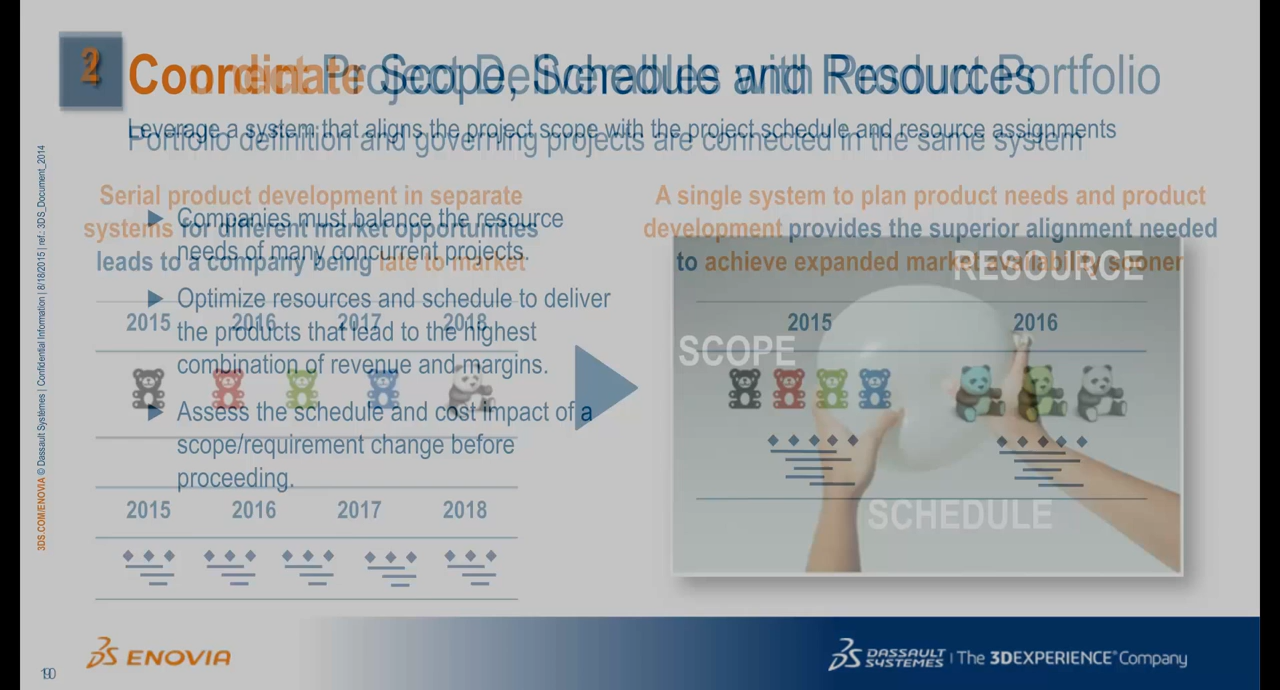 2
Coordinate Scope, Schedule and Resources
Project Deliverables with Product Portfolio
Leverage a system that aligns the project scope with the project schedule and resource assignments
Portfolio definition and governing projects are connected in the same system
Serial product development in separate
systems for different market opportunities
leads to a company being late to market
A single system to plan product needs and product
development provides the superior alignment needed
to achieve expanded market availability sooner
Companies must balance the resource
needs of many concurrent projects.
Optimize resources and schedule to deliver
the products that lead to the highest
combination of revenue and margins.
Assess the schedule and cost impact of a
scope/requirement change before
proceeding.
2015 2016 2017 2018
2015 2016 2017 2018
RESOURCE
2015 2016
SCOPE
SCHEDULE
3DS.COM/ENOVIA © Dassault Systèmes | Confidential Information | 8/18/2015 | ref.: 3DS_Document_2014
ENOVIA
DASSAULT
SYSTEMES | The 3DEXPERIENCE® Company